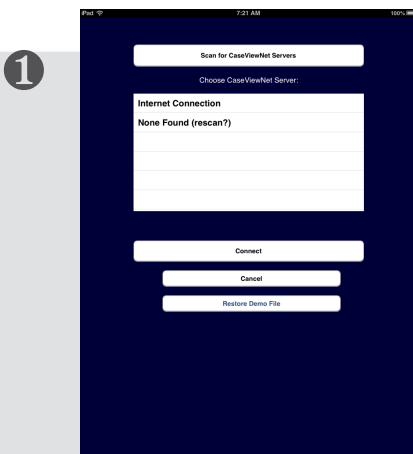 iPad 7:21 AM 100%
1
Scan for CaseViewNet Servers
Choose CaseViewNet Server:
Internet Connection
None Found (rescan?)
Connect
Cancel
Restore Demo File